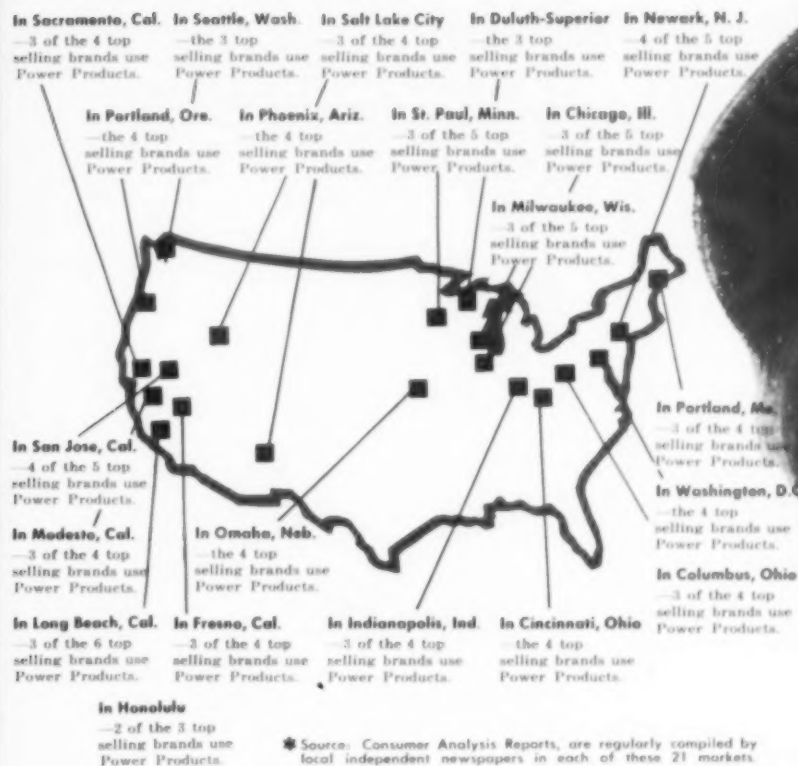 In Sacramento, Cal.
—3 of the 4 top
selling brands use
Power Products.
In Seattle, Wash.
—the 3 top
selling brands use
Power Products.
In Salt Lake City
—3 of the 4 top
selling brands use
Power Products.
In Duluth-Superior
—the 3 top
selling brands use
Power Products.
In Newark, N. J.
—4 of the 5 top
selling brands use
Power Products.
In Portland, Ore.
—the 4 top
selling brands use
Power Products.
In Phoenix, Ariz.
—the 4 top
selling brands use
Power Products.
In St. Paul, Minn.
—3 of the 5 top
selling brands use
Power Products.
In Chicago, Ill.
—3 of the 5 top
selling brands use
Power Products.
In Milwaukee, Wis.
—3 of the 5 top
selling brands use
Power Products.
In San Jose, Cal.
—4 of the 5 top
selling brands use
Power Products.
In Portland, Me.
—3 of the 4 top
selling brands use
Power Products.
In Washington, D.C
—the 4 top
selling brands use
Power Products.
In Modesto, Cal.
—3 of the 4 top
selling brands use
Power Products.
In Omaha, Neb.
—the 4 top
selling brands use
Power Products.
In Columbus, Ohio
—3 of the 4 top
selling brands use
Power Products.
In Long Beach, Cal.
—3 of the 6 top
selling brands use
Power Products.
In Fresno, Cal.
—3 of the 4 top
selling brands use
Power Products.
In Indianapolis, Ind.
—3 of the 4 top
selling brands use
Power Products.
In Cincinnati, Ohio
—the 4 top
selling brands use
Power Products.
In Honolulu
—2 of the 3 top
selling brands use
Power Products.
* Source: Consumer Analysis Reports, are regularly compiled by
local independent newspapers in each of these 21 markets.